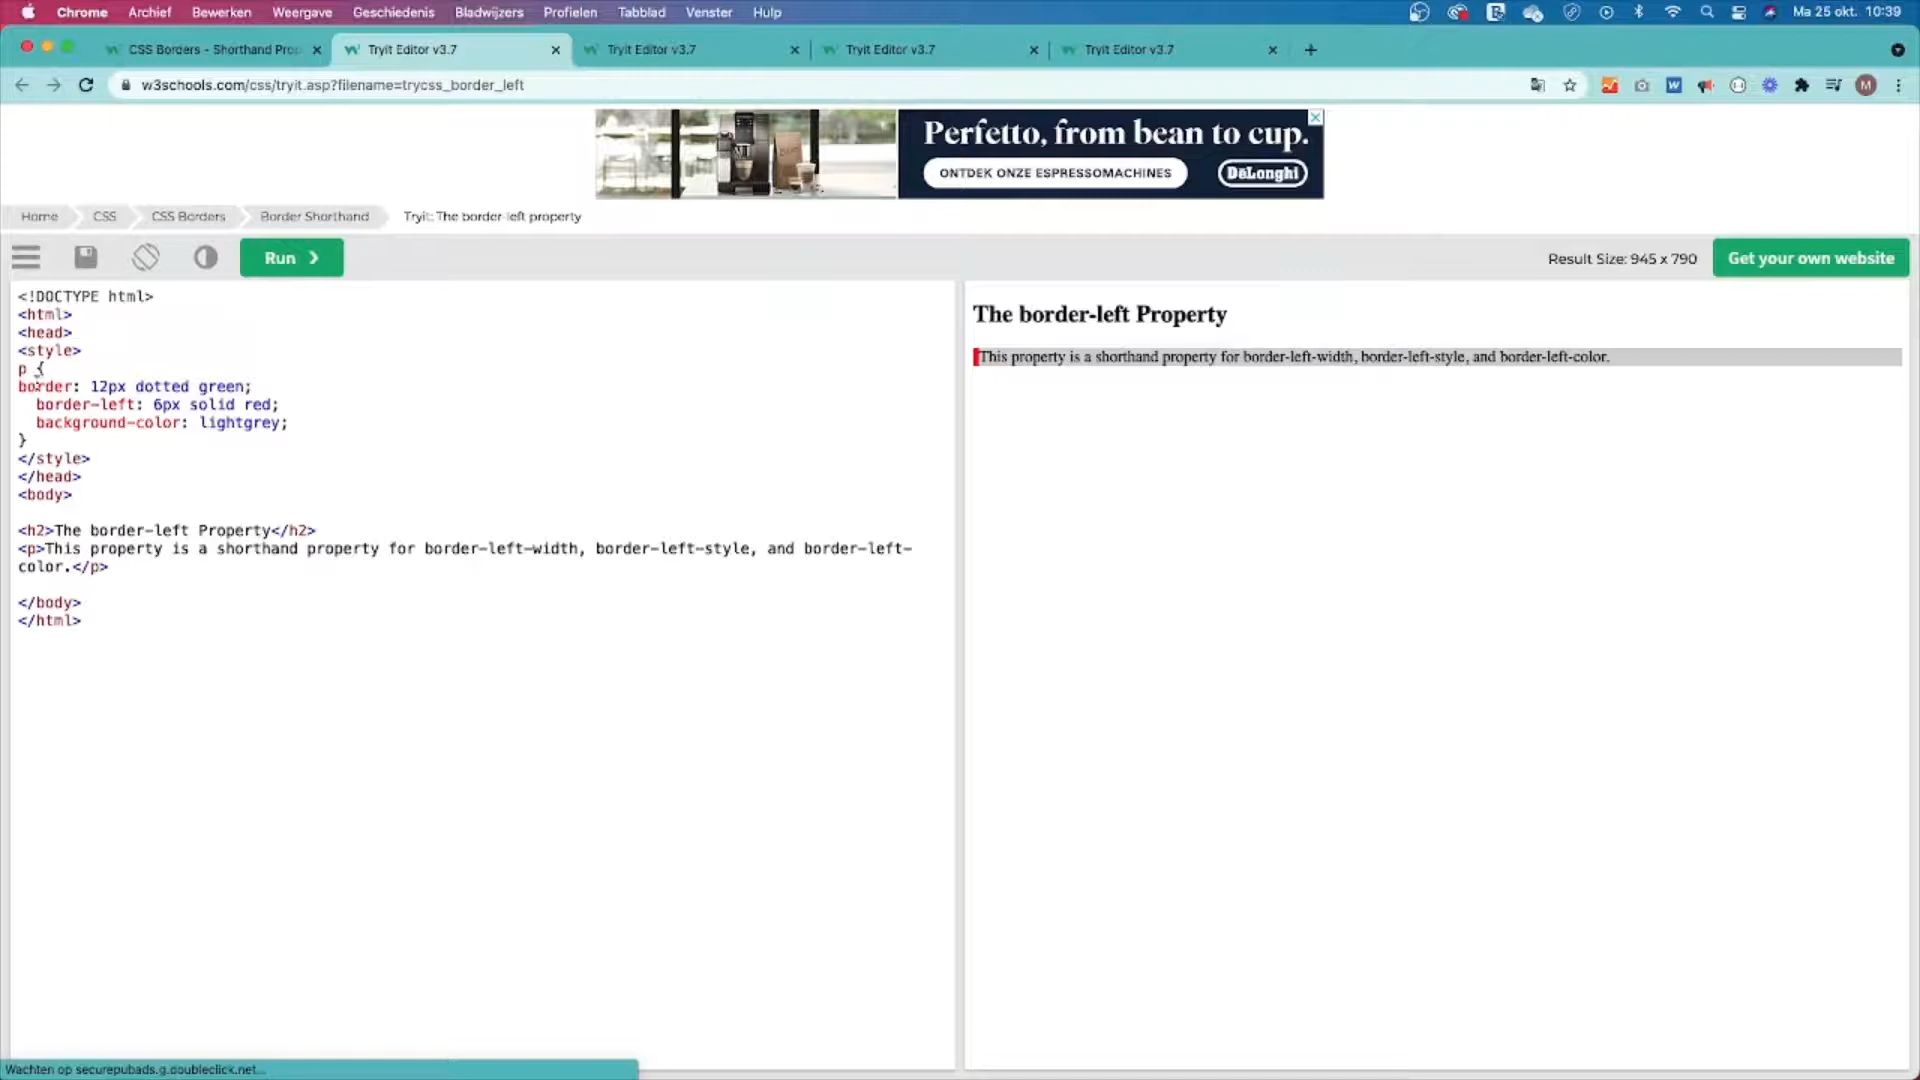 Chrome Archief Bewerken Weergave Geschiedenis Bladwijzers Profielen Tabblad Venster Hulp Ma 25 okt. 10:39
CSS Borders - Shorthand Prop Tryit Editor v3.7 Tryit Editor v3.7 Tryit Editor v3.7 Tryit Editor v3.7
w3schools.com/css/tryit.asp?filename=trycss_border_left
Perfetto, from bean to cup.
ONTDEK ONZE ESPRESSOMACHINES DeLonghi
Home CSS CSS Borders Border Shorthand Tryit: The border-left property
Run ❯ Result Size: 945 x 790 Get your own website
<!DOCTYPE html>
<html>
<head>
<style>
p {
border: 12px dotted green;
border-left: 6px solid red;
background-color: lightgrey;
}
</style>
</head>
<body>
<h2>The border-left Property</h2>
<p>This property is a shorthand property for border-left-width, border-left-style, and border-left-
color.</p>
</body>
</html>
The border-left Property
This property is a shorthand property for border-left-width, border-left-style, and border-left-color.
Wachten op securepubads.g.doubleclick.net...